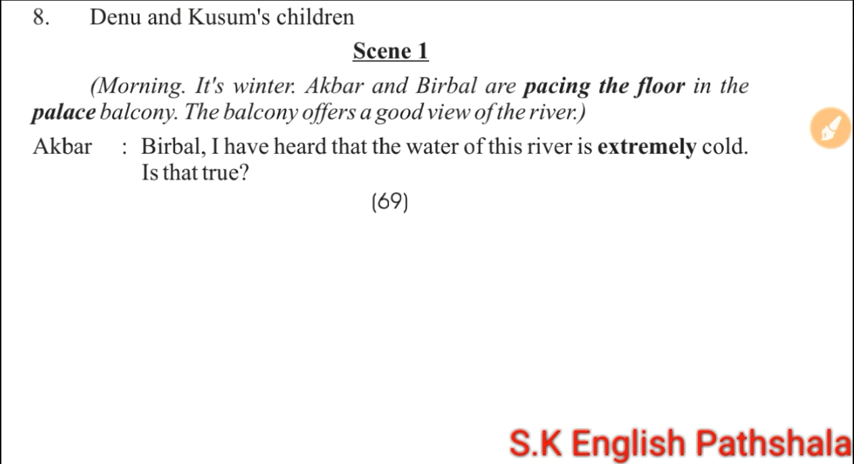 8. Denu and Kusum's children
Scene 1
(Morning. It's winter. Akbar and Birbal are pacing the floor in the
palace balcony. The balcony offers a good view of the river.)
Akbar : Birbal, I have heard that the water of this river is extremely cold.
Is that true?
(69)
S.K English Pathshala